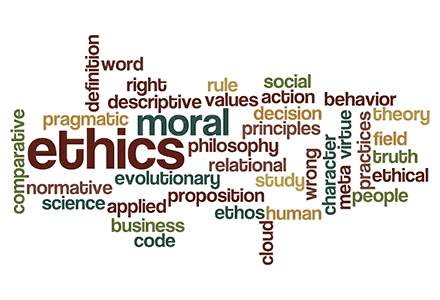 definition
word
right
rule
social
descriptive
values
action
behavior
pragmatic
moral
decision
principles
virtue
practices
theory
comparative
ethics
philosophy
field
truth
relational
wrong
character
meta
ethical
normative
evolutionary
study
people
science
applied
proposition
ethos
human
business
code
cloud